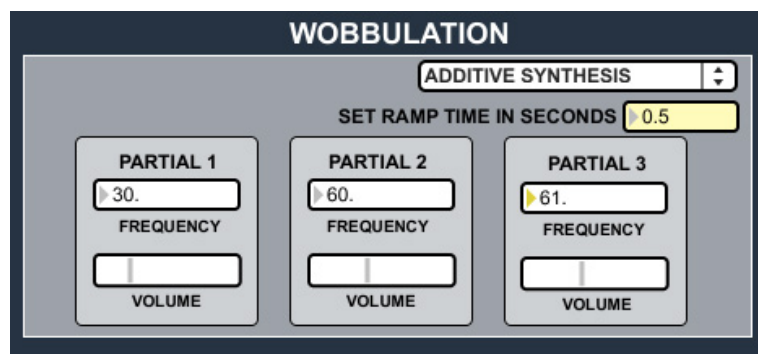 WOBBULATION
ADDITIVE SYNTHESIS
SET RAMP TIME IN SECONDS 0.5
PARTIAL 1
30.
FREQUENCY
VOLUME
PARTIAL 2
60.
FREQUENCY
VOLUME
PARTIAL 3
61.
FREQUENCY
VOLUME